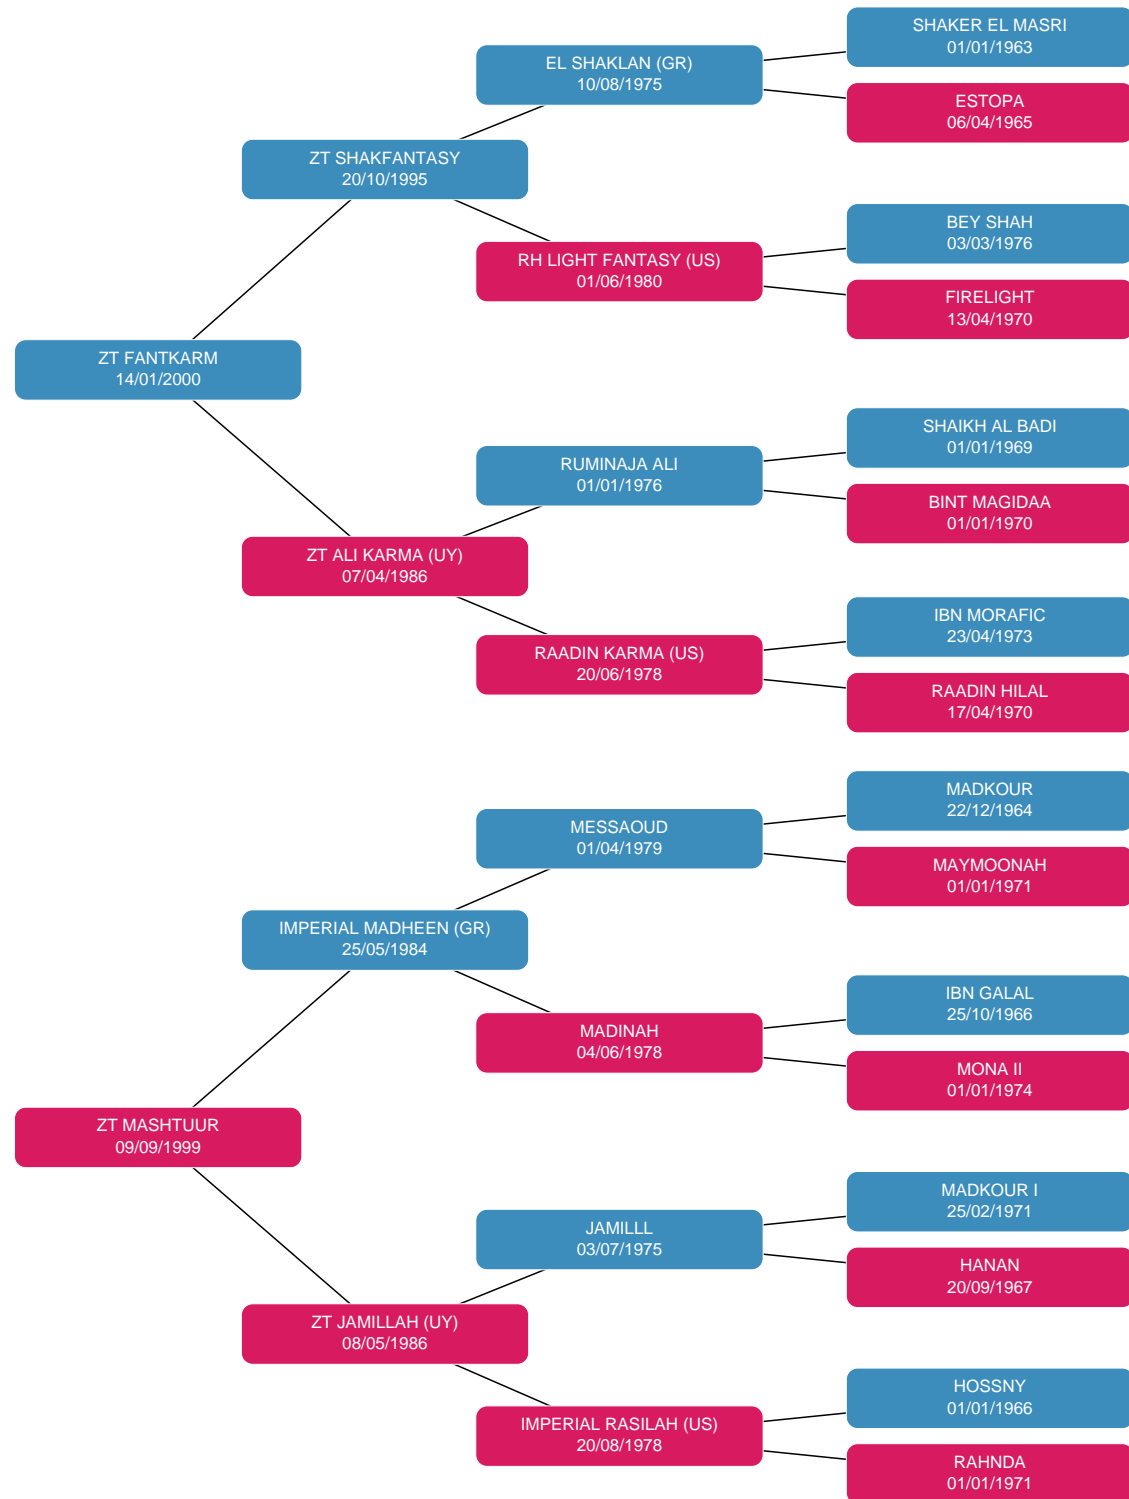 SHAKER EL MASRI
01/01/1963
EL SHAKLAN (GR)
10/08/1975
ESTOPA
06/04/1965
ZT SHAKFANTASY
20/10/1995
BEY SHAH
03/03/1976
RH LIGHT FANTASY (US)
01/06/1980
FIRELIGHT
13/04/1970
ZT FANTKARM
14/01/2000
SHAIKH AL BADI
01/01/1969
RUMINAJA ALI
01/01/1976
BINT MAGIDAA
01/01/1970
ZT ALI KARMA (UY)
07/04/1986
IBN MORAFIC
23/04/1973
RAADIN KARMA (US)
20/06/1978
RAADIN HILAL
17/04/1970
MADKOUR
22/12/1964
MESSAOUD
01/04/1979
MAYMOONAH
01/01/1971
IMPERIAL MADHEEN (GR)
25/05/1984
IBN GALAL
25/10/1966
MADINAH
04/06/1978
MONA II
01/01/1974
ZT MASHTUUR
09/09/1999
MADKOUR I
25/02/1971
JAMILLL
03/07/1975
HANAN
20/09/1967
ZT JAMILLAH (UY)
08/05/1986
HOSSNY
01/01/1966
IMPERIAL RASILAH (US)
20/08/1978
RAHNDA
01/01/1971